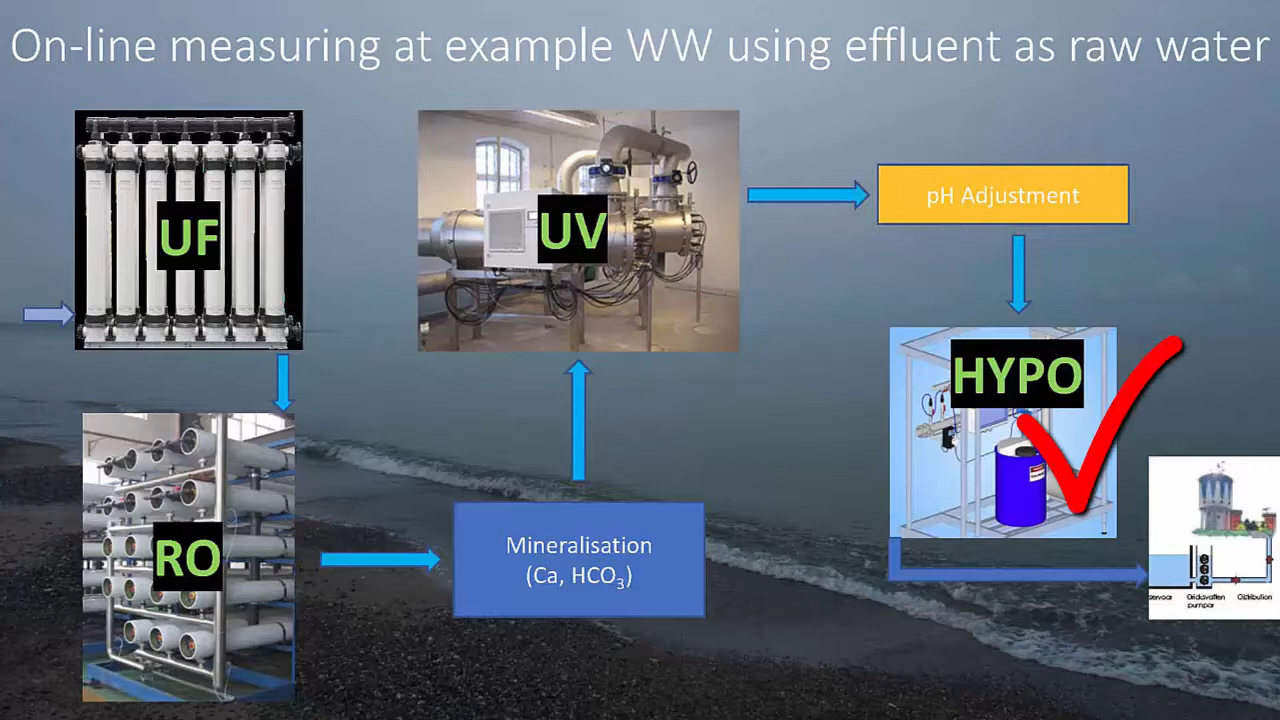 On-line measuring at example WW using effluent as raw water
UF
UV
pH Adjustment
HYPO
RO
Mineralisation
(Ca, HCO₃)
Distribution